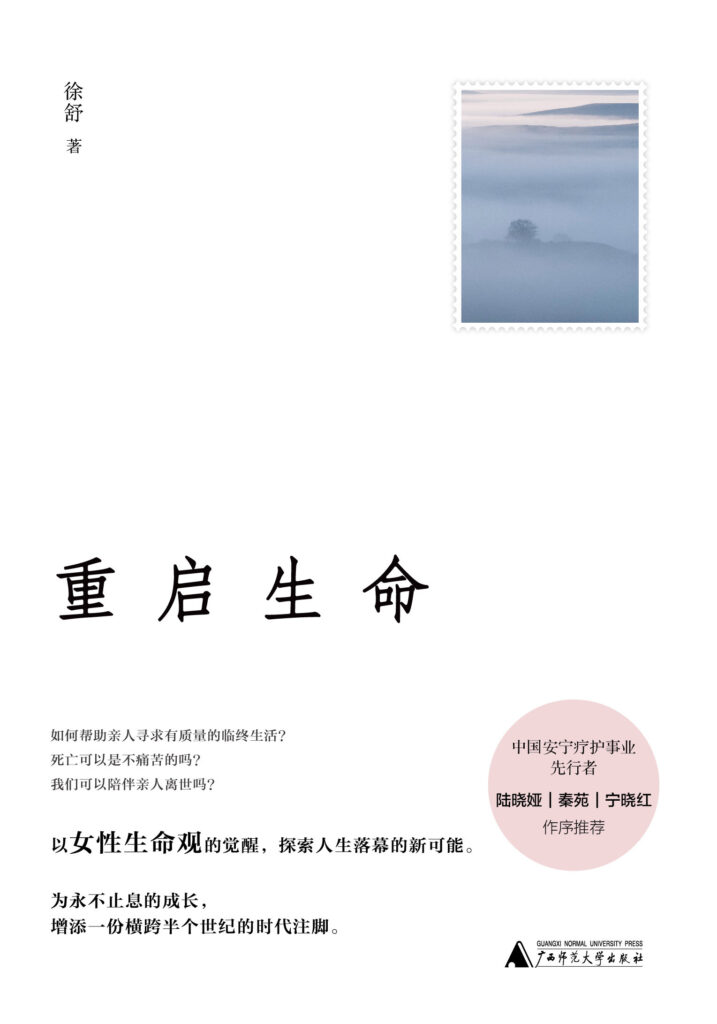 徐舒
著
重启生命
如何帮助亲人寻求有质量的临终生活？
死亡可以是不痛苦的吗？
我们可以陪伴亲人离世吗？
以女性生命观的觉醒，探索人生落幕的新可能。
为永不止息的成长，
增添一份横跨半个世纪的时代注脚。
中国安宁疗护事业
先行者
陆晓娅｜秦苑｜宁晓红
作序推荐
GUANGXI NORMAL UNIVERSITY PRESS
广西师范大学出版社